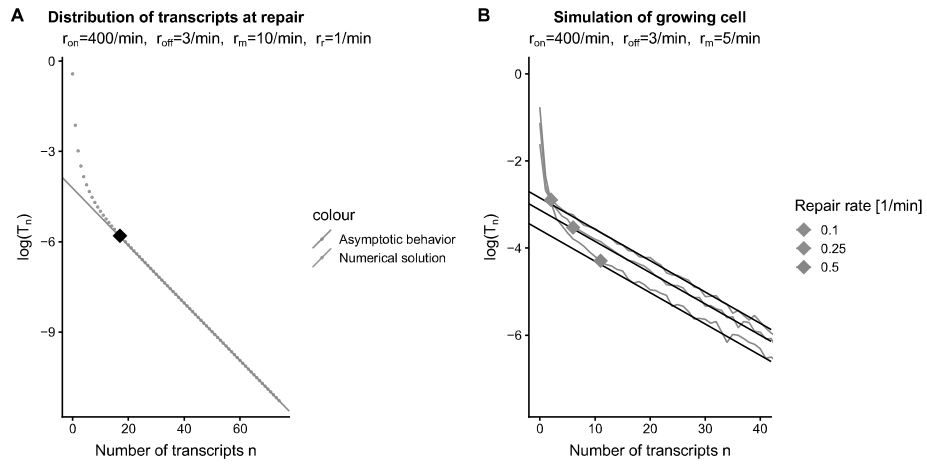 A Distribution of transcripts at repair
r_on=400/min, r_off=3/min, r_m=10/min, r_r=1/min
0
−3
−6
−9
log(T_n)
0 20 40 60
Number of transcripts n
colour
Asymptotic behavior
Numerical solution
B Simulation of growing cell
r_on=400/min, r_off=3/min, r_m=5/min
0
−2
−4
−6
log(T_n)
0 10 20 30 40
Number of transcripts n
Repair rate [1/min]
0.1
0.25
0.5